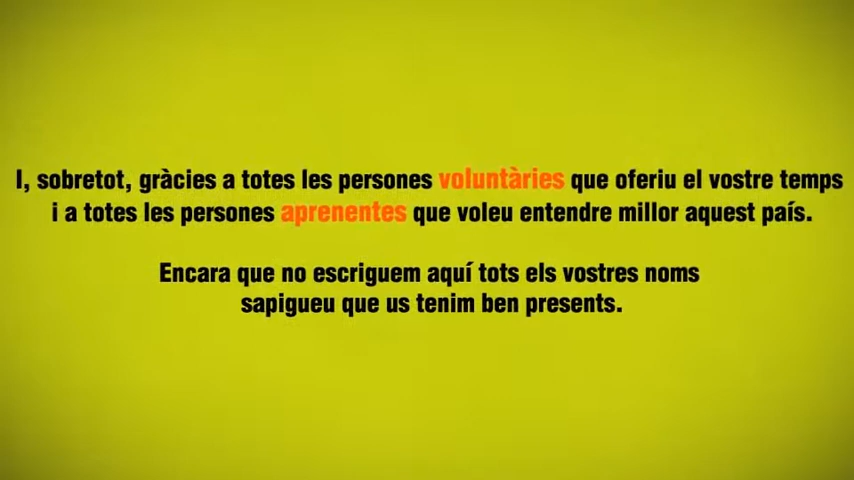 I, sobretot, gràcies a totes les persones voluntàries que oferiu el vostre temps
i a totes les persones aprenentes que voleu entendre millor aquest país.
Encara que no escriguem aquí tots els vostres noms
sapigueu que us tenim ben presents.